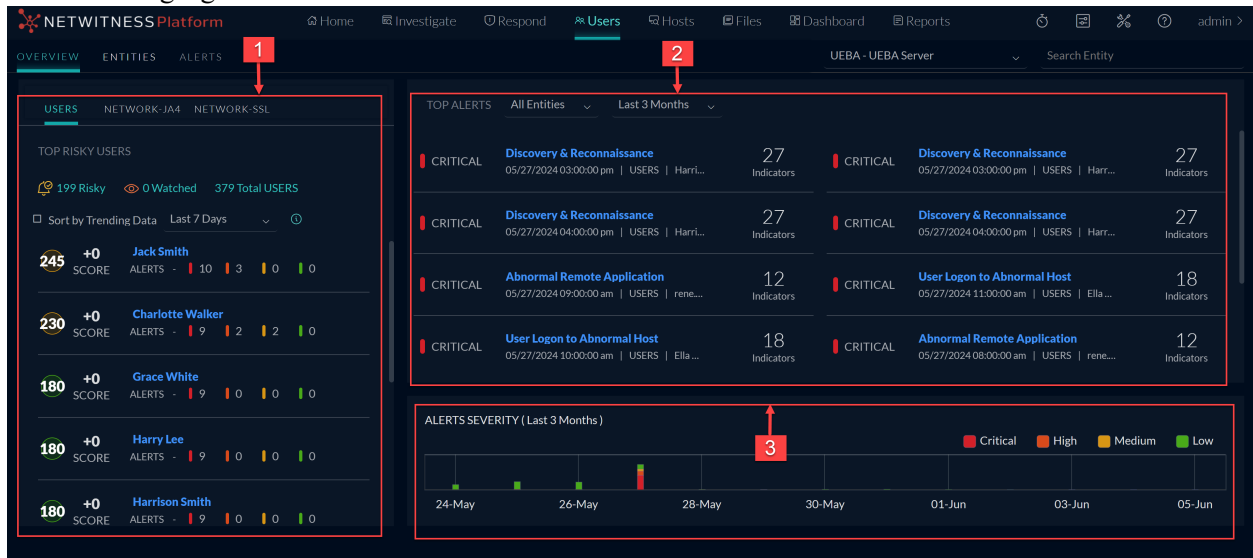 NETWITNESS Platform Home Investigate Respond Users Hosts Files Dashboard Reports admin >
OVERVIEW ENTITIES ALERTS UEBA - UEBA Server Search Entity
1
2
USERS NETWORK-JA4 NETWORK-SSL
TOP RISKY USERS
199 Risky 0 Watched 379 Total USERS
Sort by Trending Data Last 7 Days
245 +0 SCORE Jack Smith
ALERTS - 10 3 0 0
230 +0 SCORE Charlotte Walker
ALERTS - 9 2 2 0
180 +0 SCORE Grace White
ALERTS - 9 0 0 0
180 +0 SCORE Harry Lee
ALERTS - 9 0 0 0
180 +0 SCORE Harrison Smith
ALERTS - 9 0 0 0
TOP ALERTS All Entities Last 3 Months
CRITICAL Discovery & Reconnaissance 27
05/27/2024 03:00:00 pm | USERS | Harri... Indicators
CRITICAL Discovery & Reconnaissance 27
05/27/2024 03:00:00 pm | USERS | Harr... Indicators
CRITICAL Discovery & Reconnaissance 27
05/27/2024 04:00:00 pm | USERS | Harri... Indicators
CRITICAL Discovery & Reconnaissance 27
05/27/2024 04:00:00 pm | USERS | Harr... Indicators
CRITICAL Abnormal Remote Application 12
05/27/2024 09:00:00 am | USERS | rene.... Indicators
CRITICAL User Logon to Abnormal Host 18
05/27/2024 11:00:00 am | USERS | Ella ... Indicators
CRITICAL User Logon to Abnormal Host 18
05/27/2024 10:00:00 am | USERS | Ella ... Indicators
CRITICAL Abnormal Remote Application 12
05/27/2024 08:00:00 am | USERS | rene.... Indicators
ALERTS SEVERITY ( Last 3 Months )
3
Critical High Medium Low
24-May 26-May 28-May 30-May 01-Jun 03-Jun 05-Jun